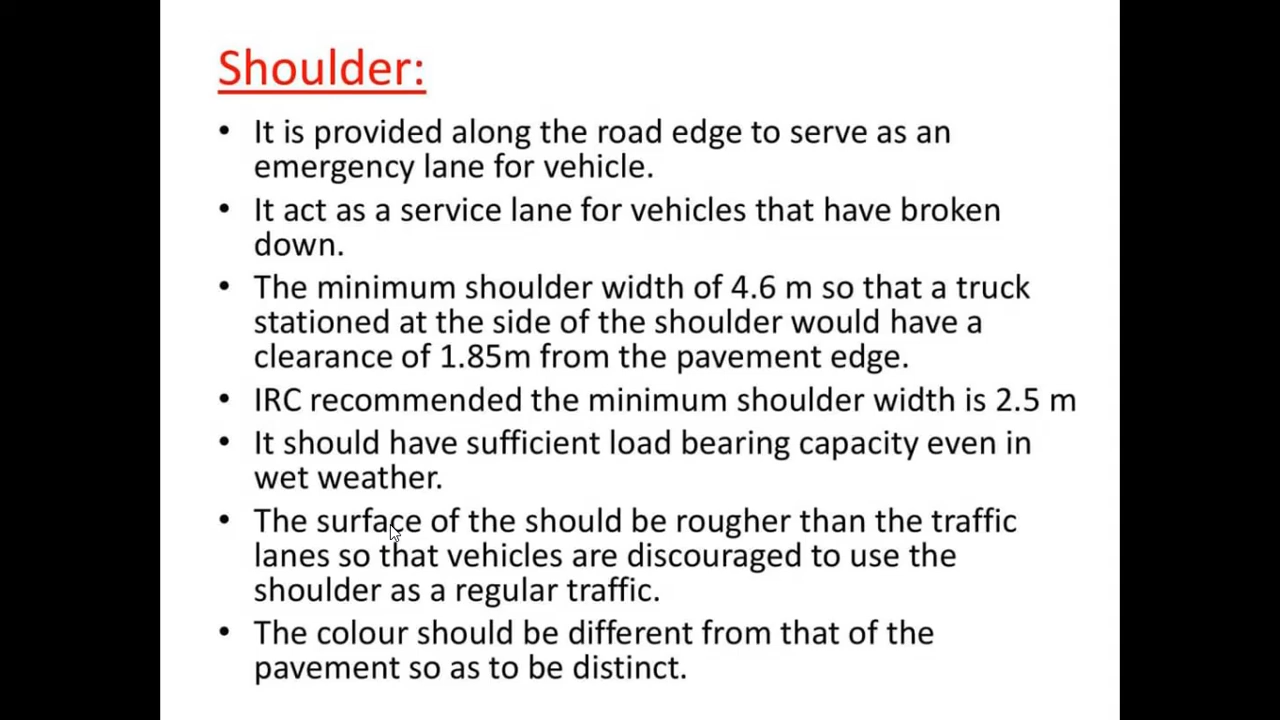 Shoulder:
• It is provided along the road edge to serve as an
emergency lane for vehicle.
• It act as a service lane for vehicles that have broken
down.
• The minimum shoulder width of 4.6 m so that a truck
stationed at the side of the shoulder would have a
clearance of 1.85m from the pavement edge.
• IRC recommended the minimum shoulder width is 2.5 m
• It should have sufficient load bearing capacity even in
wet weather.
• The surface of the should be rougher than the traffic
lanes so that vehicles are discouraged to use the
shoulder as a regular traffic.
• The colour should be different from that of the
pavement so as to be distinct.